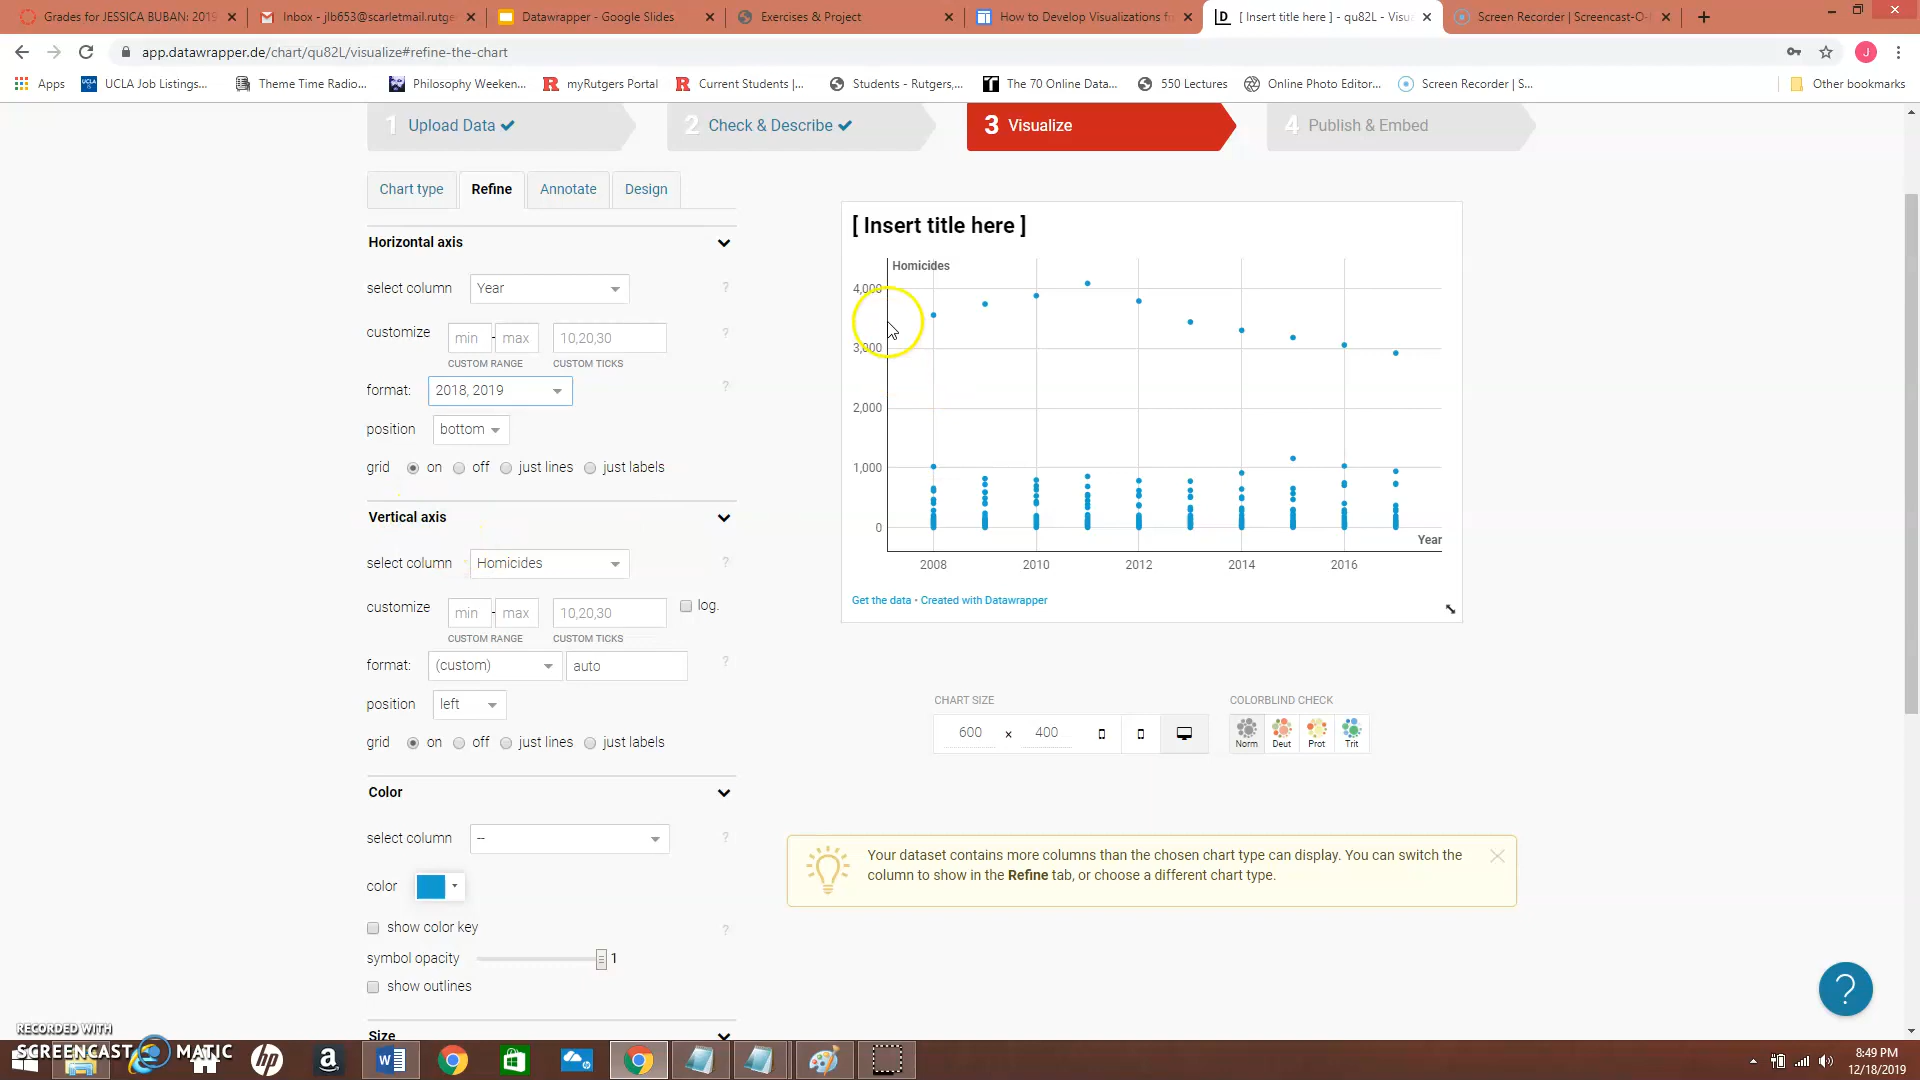 Grades for JESSICA BUBAN: 2019
Inbox - jlb653@scarletmail.rutge
Datawrapper - Google Slides
Exercises & Project
How to Develop Visualizations fr
[ Insert title here ] - qu82L - Visu
Screen Recorder | Screencast-O-
app.datawrapper.de/chart/qu82L/visualize#refine-the-chart
J
Apps
UCLA Job Listings...
Theme Time Radio...
Philosophy Weeken...
myRutgers Portal
Current Students |...
Students - Rutgers,...
The 70 Online Data...
550 Lectures
Online Photo Editor...
Screen Recorder | S...
Other bookmarks
1 Upload Data
2 Check & Describe
3 Visualize
4 Publish & Embed
Chart type
Refine
Annotate
Design
Horizontal axis
select column Year ?
customize min - max 10,20,30 ?
CUSTOM RANGE CUSTOM TICKS
format: 2018, 2019 ?
position bottom
grid on off just lines just labels
Vertical axis
select column Homicides ?
customize min - max 10,20,30 log.
CUSTOM RANGE CUSTOM TICKS
format: (custom) auto ?
position left
grid on off just lines just labels
Color
select column -- ?
color
show color key ?
symbol opacity 1
show outlines
Size
[ Insert title here ]
Homicides
4,000
3,000
2,000
1,000
0
Year
2008 2010 2012 2014 2016
Get the data • Created with Datawrapper
CHART SIZE
600 x 400
COLORBLIND CHECK
Norm Deut Prot Trit
Your dataset contains more columns than the chosen chart type can display. You can switch the
column to show in the Refine tab, or choose a different chart type.
?
RECORDED WITH
SCREENCAST MATIC
8:49 PM
12/18/2019